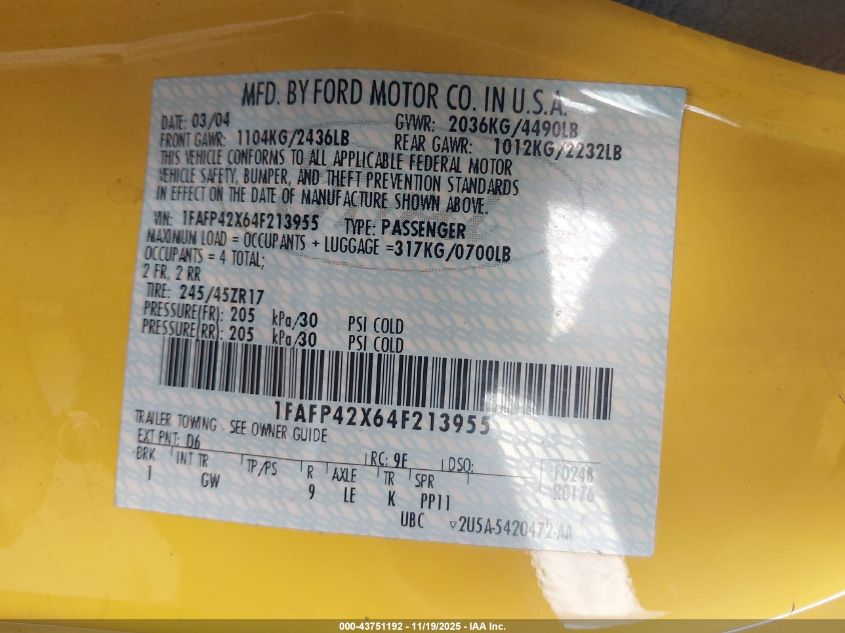 MFD. BY FORD MOTOR CO. IN U.S.A.
DATE: 03/04 GVWR: 2036KG/4490LB
FRONT GAWR: 1104KG/2436LB REAR GAWR: 1012KG/2232LB
THIS VEHICLE CONFORMS TO ALL APPLICABLE FEDERAL MOTOR
VEHICLE SAFETY, BUMPER, AND THEFT PREVENTION STANDARDS
IN EFFECT ON THE DATE OF MANUFACTURE SHOWN ABOVE.
VIN: 1FAFP42X64F213955 TYPE: PASSENGER
MAXIMUM LOAD = OCCUPANTS + LUGGAGE =317KG/0700LB
OCCUPANTS = 4 TOTAL;
2 FR, 2 RR
TIRE: 245/45ZR17
PRESSURE(FR): 205 kPa/30 PSI COLD
PRESSURE(RR): 205 kPa/30 PSI COLD
1FAFP42X64F213955
TRAILER TOWING - SEE OWNER GUIDE
EXT PNT: D6 RC: 9F DSO: F0248
BRK INT TR TP/PS R AXLE TR SPR R0176
1 GW 9 LE K PP11
UBC ▽2U5A-5420472-AA
000-43751192 - 11/19/2025 - IAA Inc.